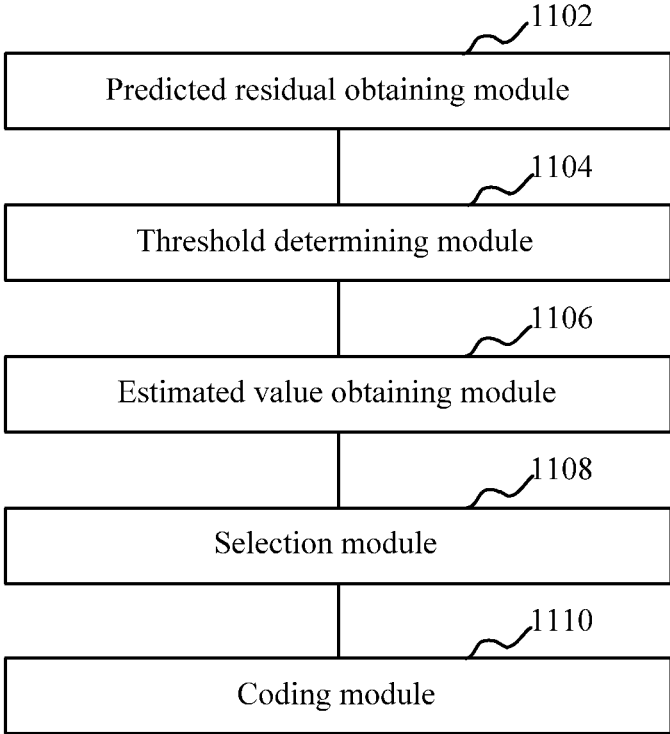 1102
Predicted residual obtaining module
1104
Threshold determining module
1106
Estimated value obtaining module
1108
Selection module
1110
Coding module